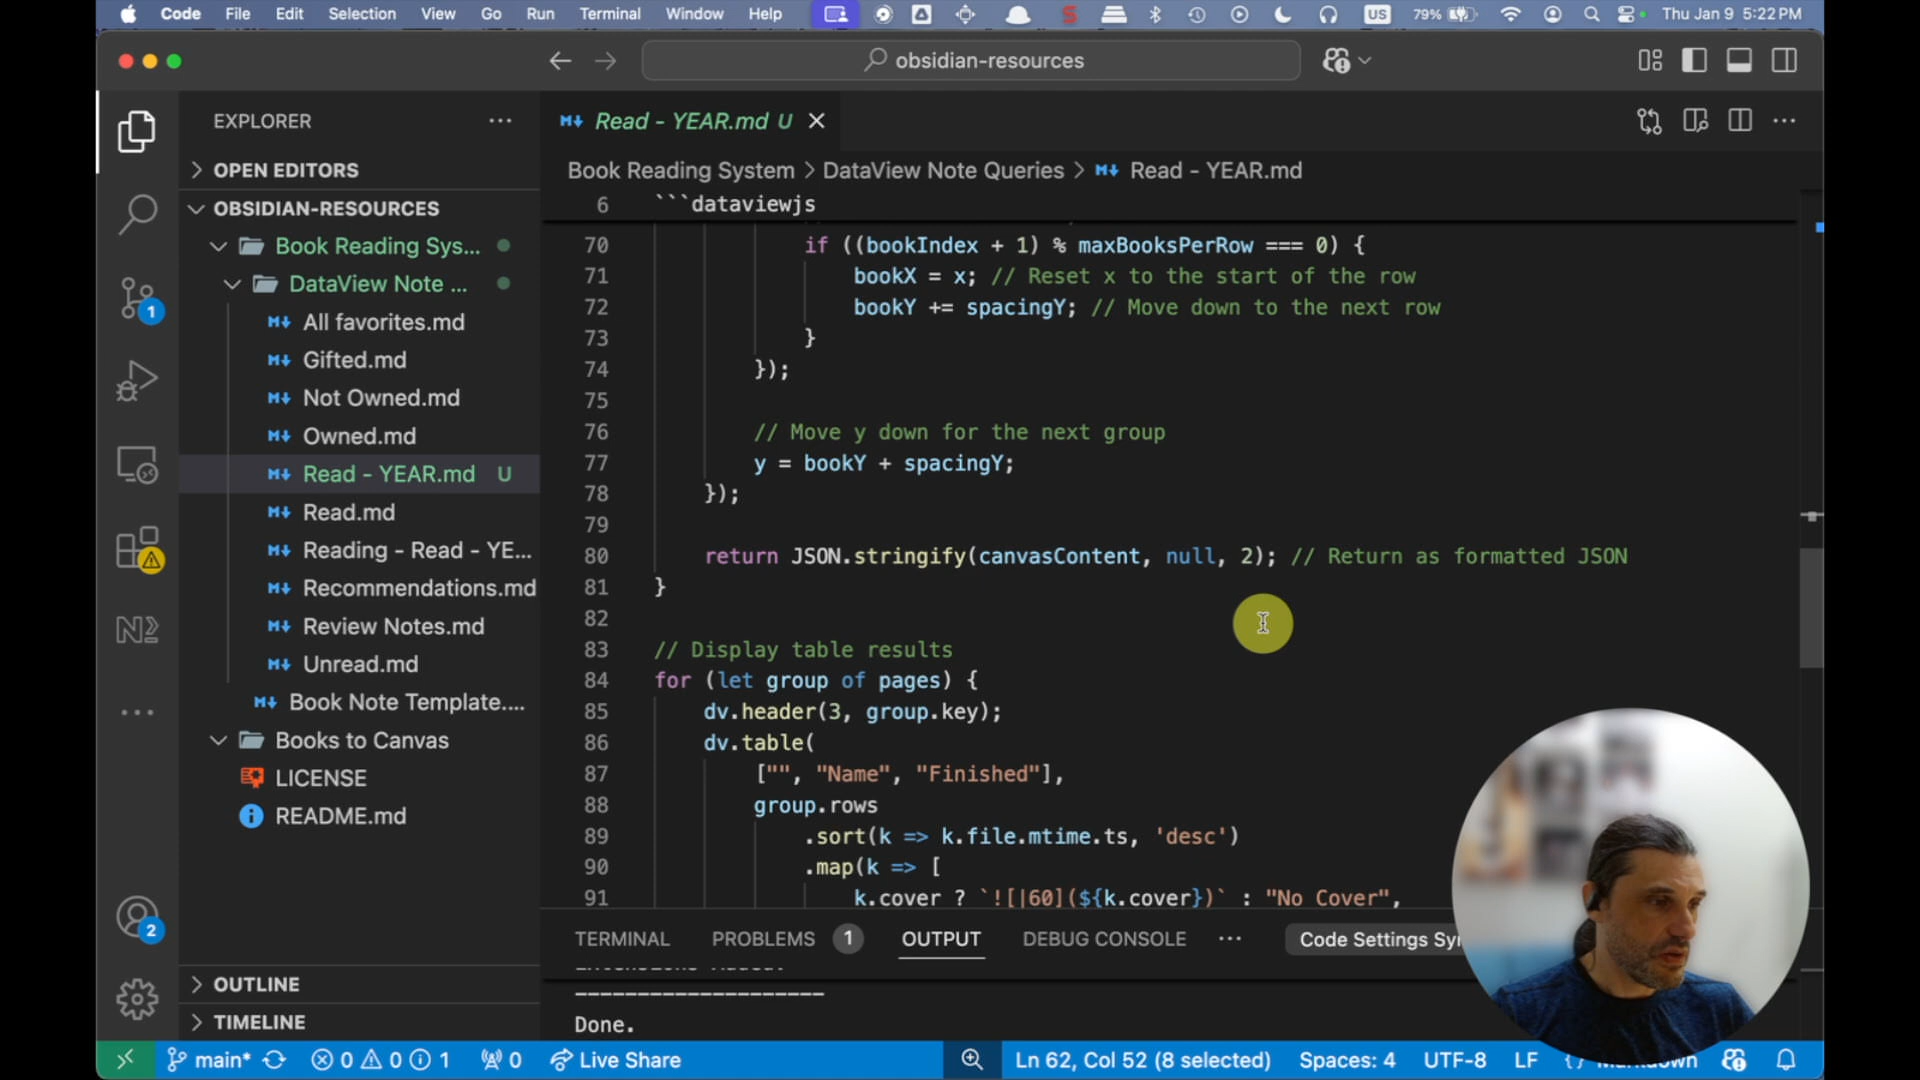 Code File Edit Selection View Go Run Terminal Window Help US 79% Thu Jan 9 5:22 PM
obsidian-resources
EXPLORER
Read - YEAR.md U
OPEN EDITORS
Book Reading System > DataView Note Queries > Read - YEAR.md
OBSIDIAN-RESOURCES
Book Reading Sys...
DataView Note ...
All favorites.md
Gifted.md
Not Owned.md
Owned.md
Read - YEAR.md U
Read.md
Reading - Read - YE...
Recommendations.md
Review Notes.md
Unread.md
Book Note Template....
Books to Canvas
LICENSE
README.md
OUTLINE
TIMELINE
1
2
6 ```dataviewjs
70 if ((bookIndex + 1) % maxBooksPerRow === 0) {
71 bookX = x; // Reset x to the start of the row
72 bookY += spacingY; // Move down to the next row
73 }
74 });
75
76 // Move y down for the next group
77 y = bookY + spacingY;
78 });
79
80 return JSON.stringify(canvasContent, null, 2); // Return as formatted JSON
81 }
82
83 // Display table results
84 for (let group of pages) {
85 dv.header(3, group.key);
86 dv.table(
87 ["", "Name", "Finished"],
88 group.rows
89 .sort(k => k.file.mtime.ts, 'desc')
90 .map(k => [
91 k.cover ? `![|60](${k.cover})` : "No Cover",
TERMINAL PROBLEMS 1 OUTPUT DEBUG CONSOLE ... Code Settings Syn
--------------------
Done.
main* 0 0 1 0 Live Share Ln 62, Col 52 (8 selected) Spaces: 4 UTF-8 LF {}